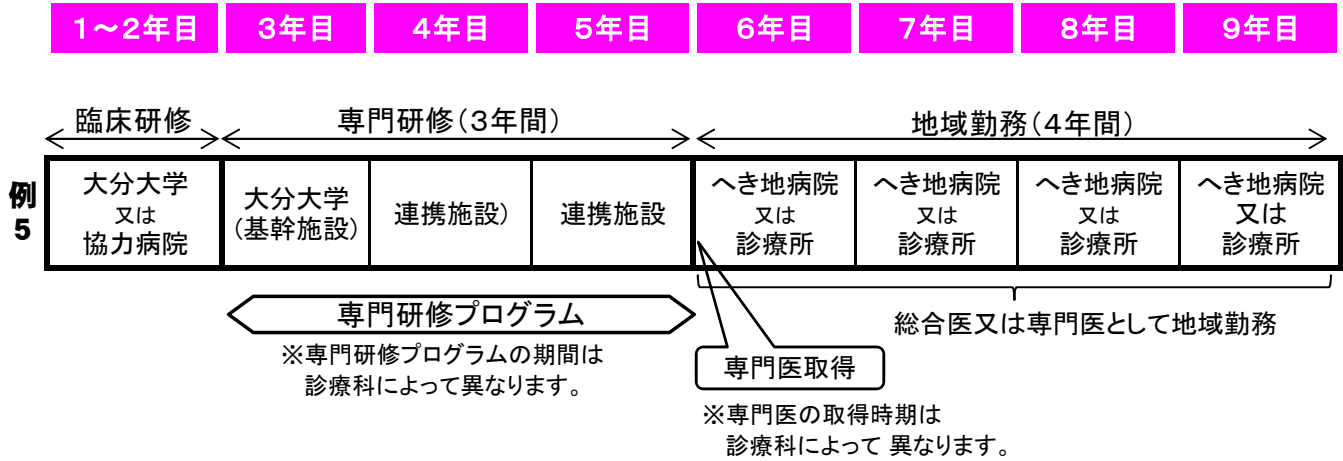 1～2年目 3年目 4年目 5年目 6年目 7年目 8年目 9年目
臨床研修 専門研修（3年間） 地域勤務（4年間）
例5
大分大学
又は
協力病院
大分大学
（基幹施設）
連携施設）
連携施設
へき地病院
又は
診療所
へき地病院
又は
診療所
へき地病院
又は
診療所
へき地病院
又は
診療所
専門研修プログラム
※専門研修プログラムの期間は
診療科によって異なります。
総合医又は専門医として地域勤務
専門医取得
※専門医の取得時期は
診療科によって 異なります。